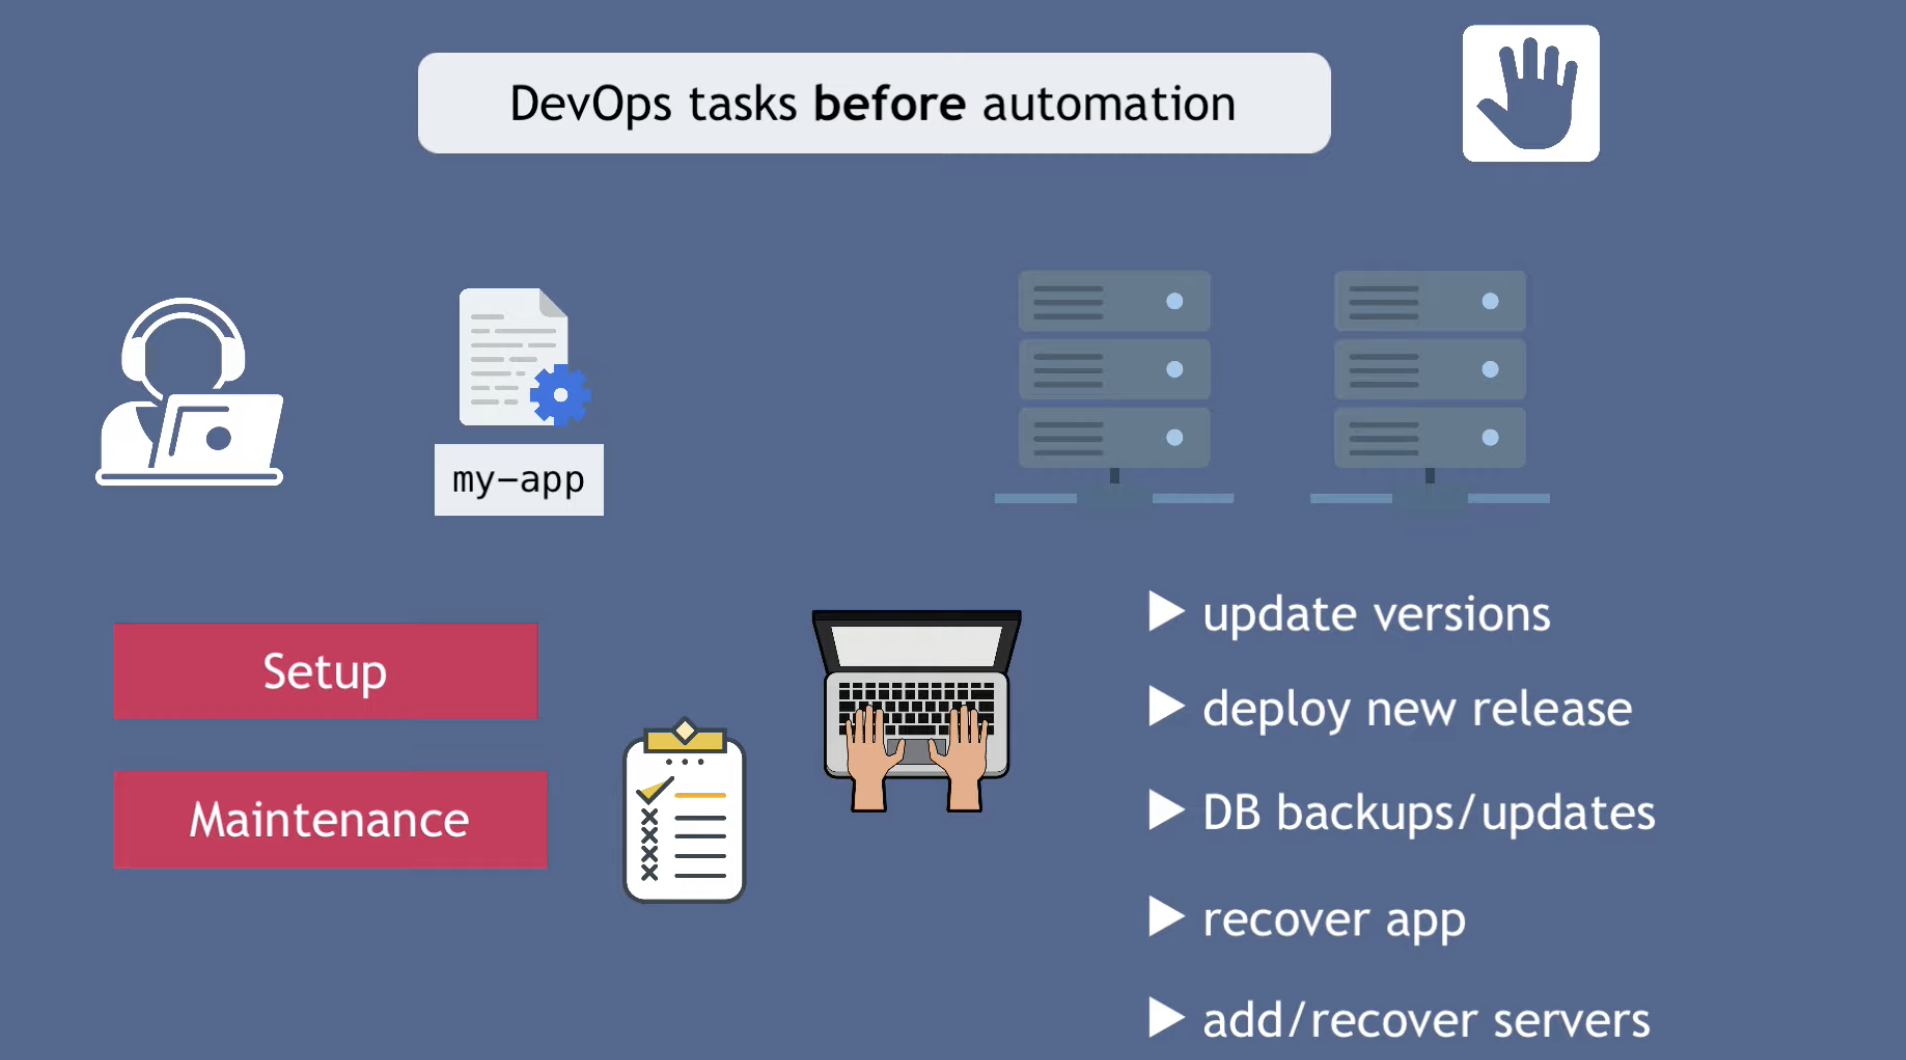 DevOps tasks before automation
my-app
Setup
Maintenance
▶ update versions
▶ deploy new release
▶ DB backups/updates
▶ recover app
▶ add/recover servers